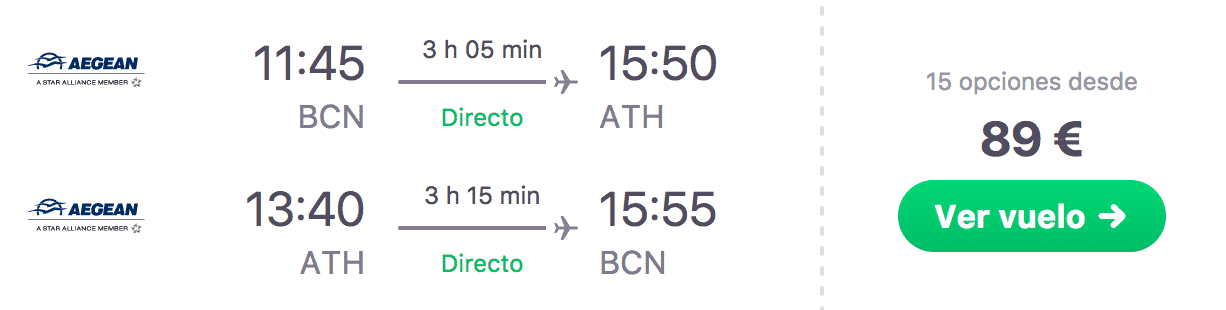 AEGEAN
A STAR ALLIANCE MEMBER
11:45
3 h 05 min
15:50
BCN
Directo
ATH
AEGEAN
A STAR ALLIANCE MEMBER
13:40
3 h 15 min
15:55
ATH
Directo
BCN
15 opciones desde
89 €
Ver vuelo →